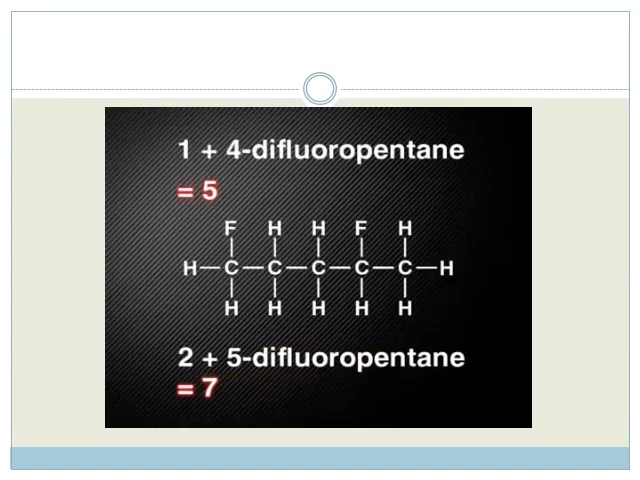 1 + 4-difluoropentane
= 5
F H H F H
H—C—C—C—C—C—H
H H H H H
2 + 5-difluoropentane
= 7